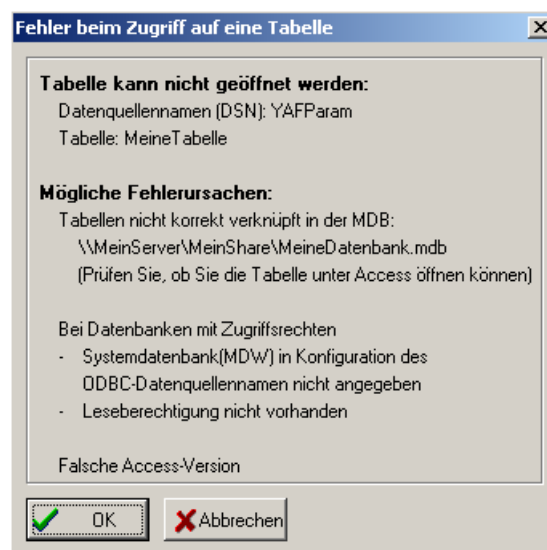 Fehler beim Zugriff auf eine Tabelle
Tabelle kann nicht geöffnet werden:
Datenquellennamen (DSN): YAFParam
Tabelle: MeineTabelle
Mögliche Fehlerursachen:
Tabellen nicht korrekt verknüpft in der MDB:
\\MeinServer\MeinShare\MeineDatenbank.mdb
(Prüfen Sie, ob Sie die Tabelle unter Access öffnen können)
Bei Datenbanken mit Zugriffsrechten
- Systemdatenbank(MDW) in Konfiguration des
ODBC-Datenquellennamen nicht angegeben
- Leseberechtigung nicht vorhanden
Falsche Access-Version
OK
Abbrechen